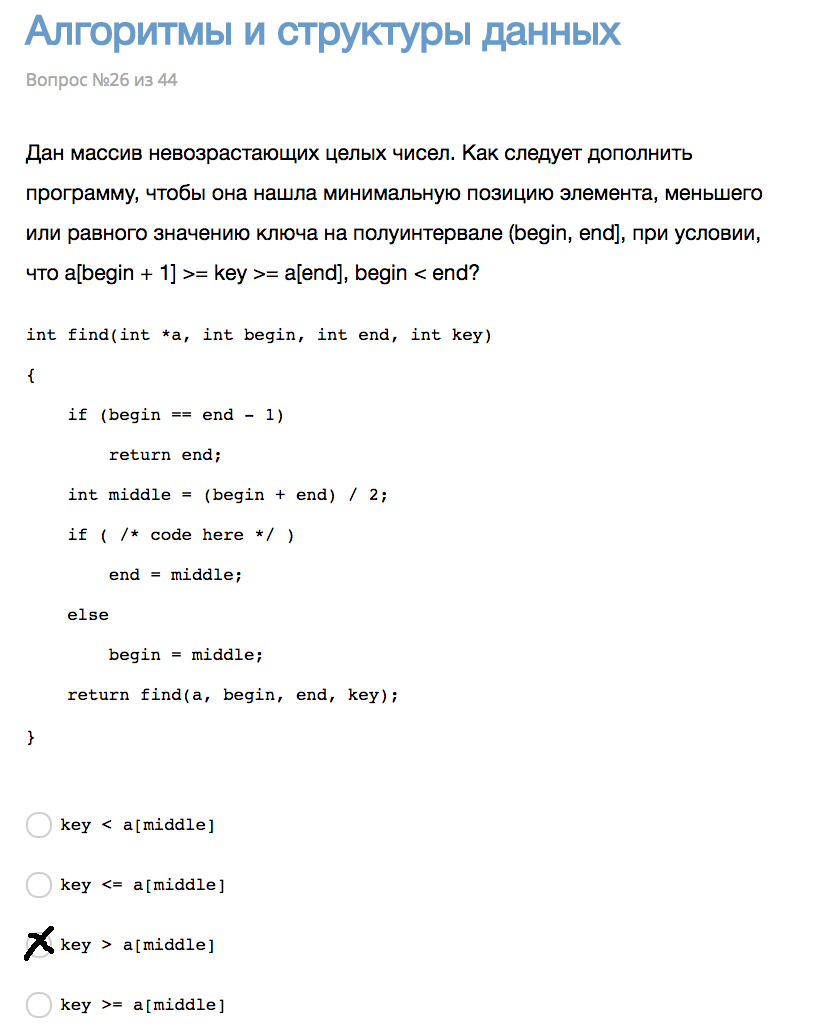 Алгоритмы и структуры данных
Вопрос №26 из 44
Дан массив невозрастающих целых чисел. Как следует дополнить
программу, чтобы она нашла минимальную позицию элемента, меньшего
или равного значению ключа на полуинтервале (begin, end], при условии,
что a[begin + 1] >= key >= a[end], begin < end?
int find(int *a, int begin, int end, int key)
{
if (begin == end - 1)
return end;
int middle = (begin + end) / 2;
if ( /* code here */ )
end = middle;
else
begin = middle;
return find(a, begin, end, key);
}
key < a[middle]
key <= a[middle]
key > a[middle]
key >= a[middle]